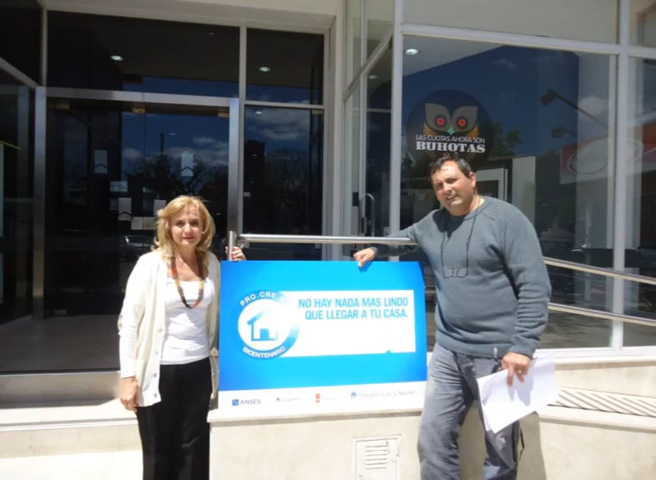 LAS CUOTAS AHORA SON
BUHOTAS
PRO.CRE
BICENTENARIO
NO HAY NADA MAS LINDO
QUE LLEGAR A TU CASA.
ANSES